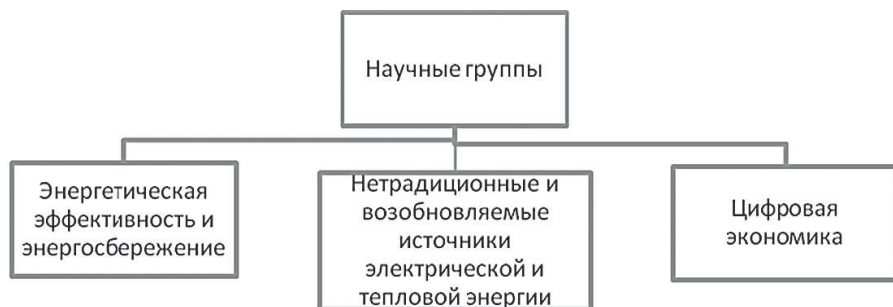 Научные группы
Энергетическая
эффективность и
энергосбережение
Нетрадиционные и
возобновляемые
источники
электрической и
тепловой энергии
Цифровая
экономика